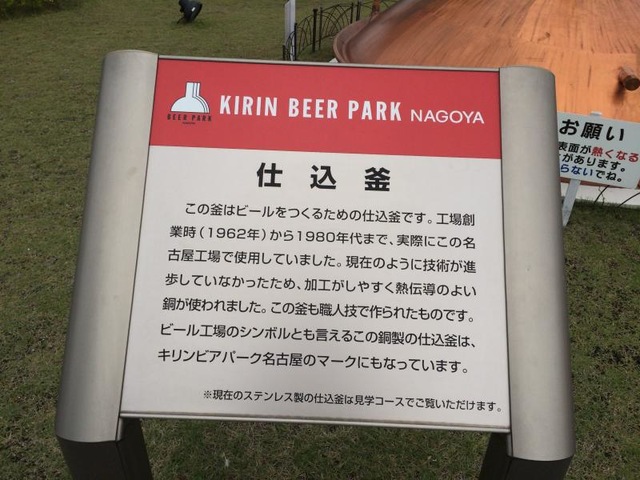 BEER PARK
KIRIN BEER PARK NAGOYA
仕込釜
この釜はビールをつくるための仕込釜です。工場創
業時(1962年)から1980年代まで、実際にこの名
古屋工場で使用していました。現在のように技術が進
歩していなかったため、加工がしやすく熱伝導のよい
銅が使われました。この釜も職人技で作られたものです。
ビール工場のシンボルとも言えるこの銅製の仕込釜は、
キリンビアパーク名古屋のマークにもなっています。
※現在のステンレス製の仕込釜は見学コースでご覧いただけます。
お願い
表面が熱くなる
があります。
らないでね。